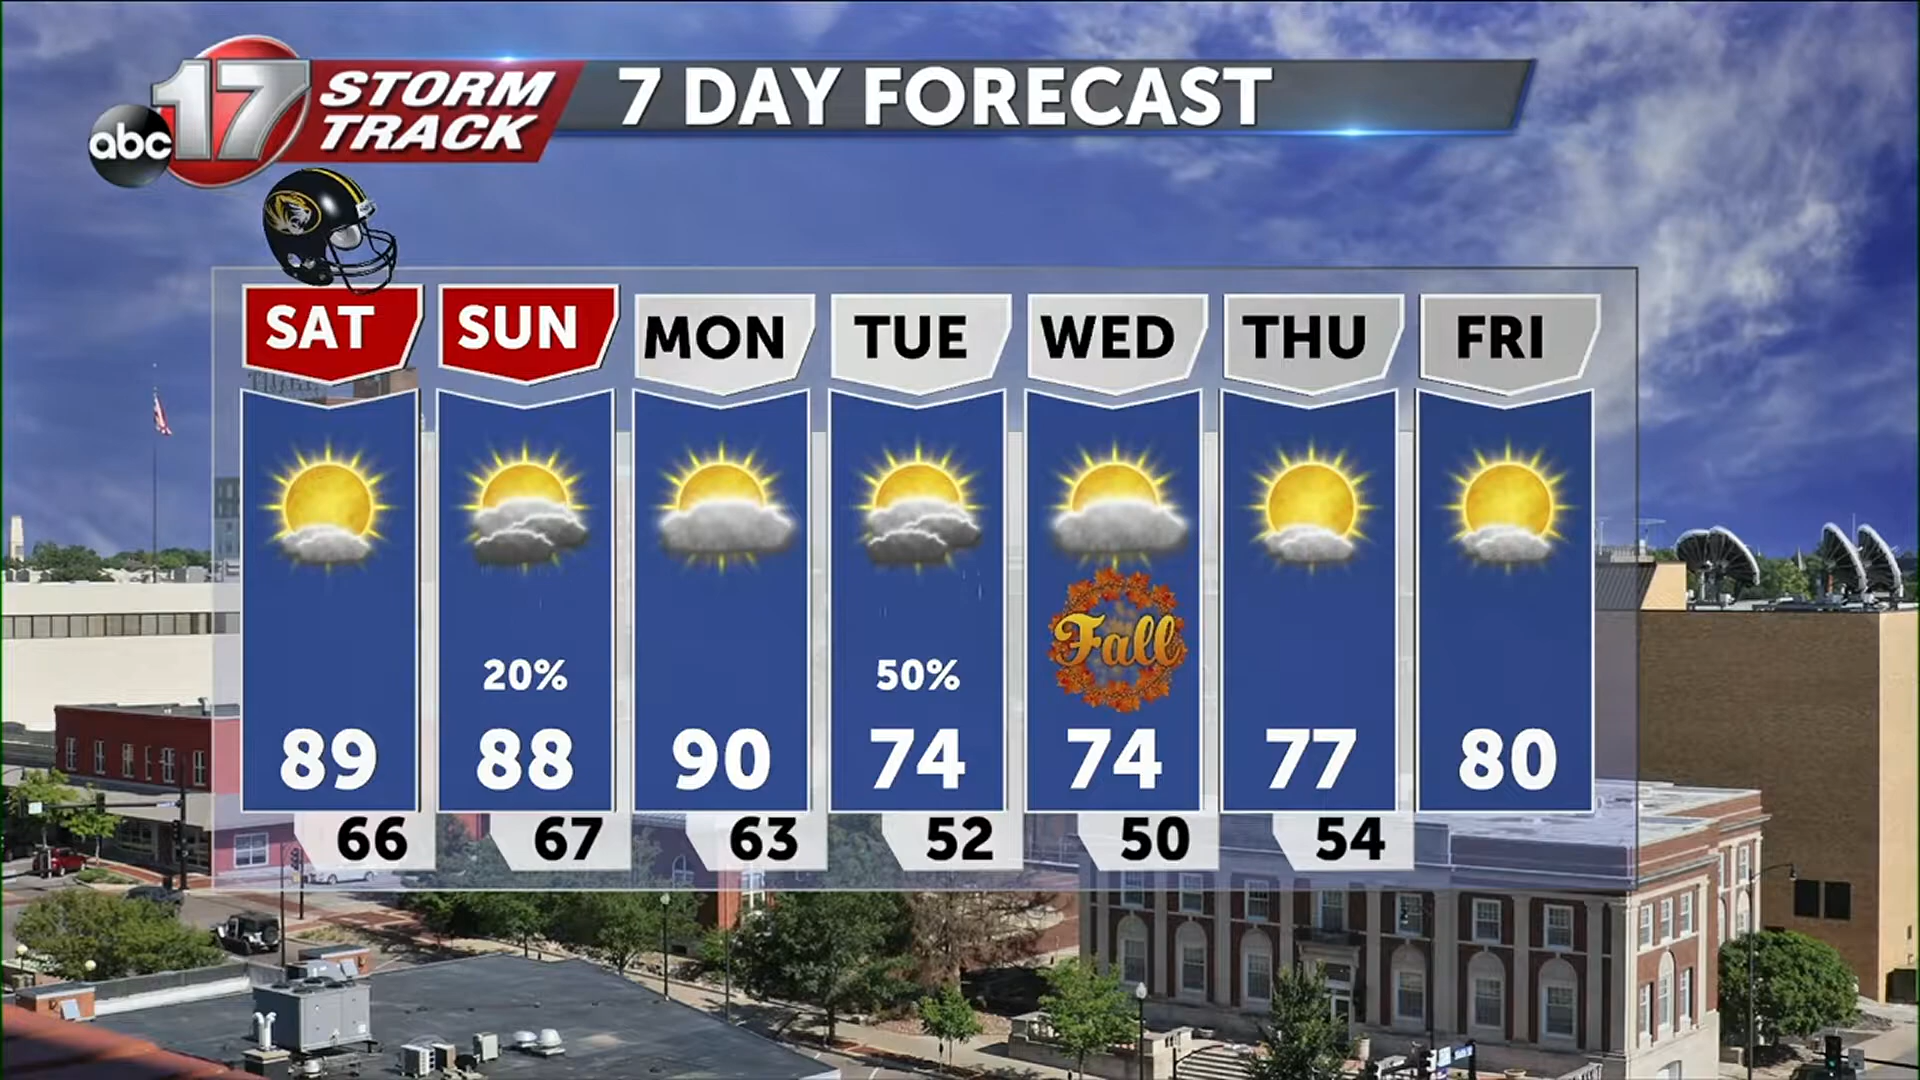 abc 17 STORM TRACK
7 DAY FORECAST
SAT SUN MON TUE WED THU FRI
Fall
20% 50%
89 88 90 74 74 77 80
66 67 63 52 50 54